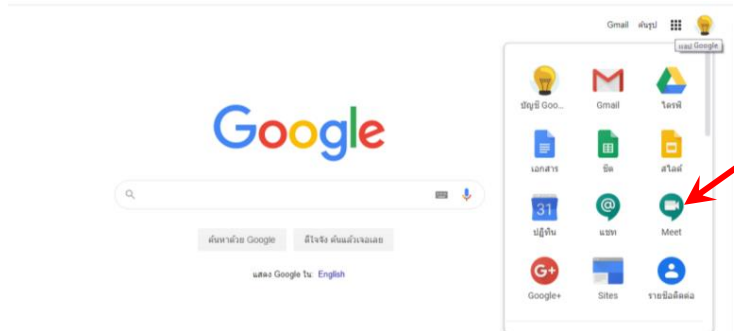 Gmail ค้นรูป
แอป Google
Google
บัญชี Goo... Gmail ไดรฟ์
เอกสาร ชีต สไลด์
31
ปฏิทิน แชท Meet
G+
Google+ Sites รายชื่อติดต่อ
ค้นหาด้วย Google ดีใจจัง ค้นแล้วเจอเลย
แสดง Google ใน: English